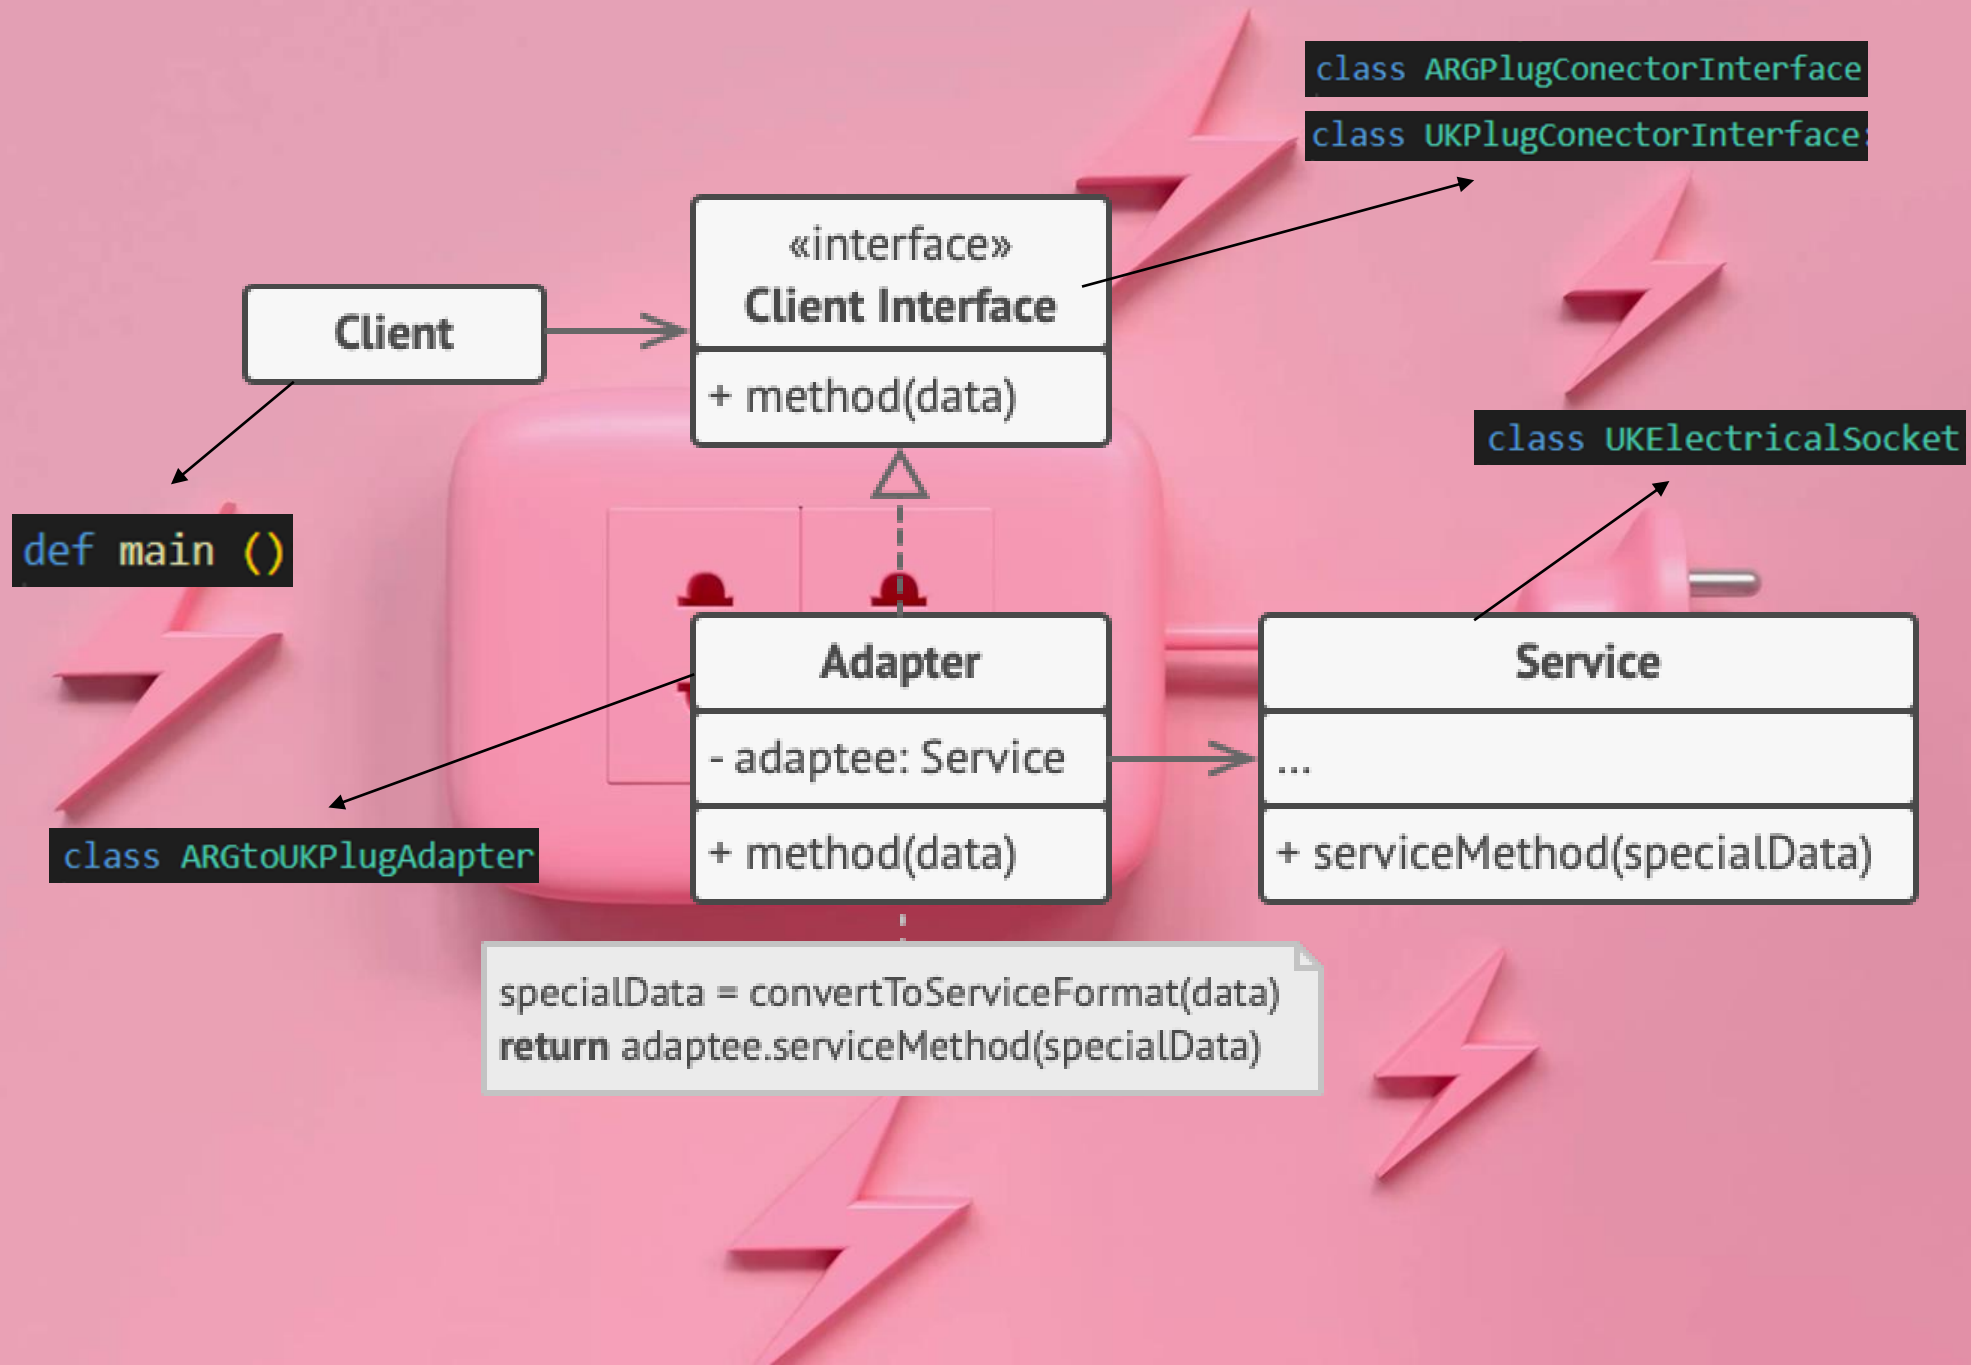 class ARGPlugConectorInterface
class UKPlugConectorInterface:
«interface»
Client Interface
+ method(data)
Client
def main ()
class UKElectricalSocket
Adapter
- adaptee: Service
+ method(data)
Service
...
+ serviceMethod(specialData)
class ARGtoUKPlugAdapter
specialData = convertToServiceFormat(data)
return adaptee.serviceMethod(specialData)